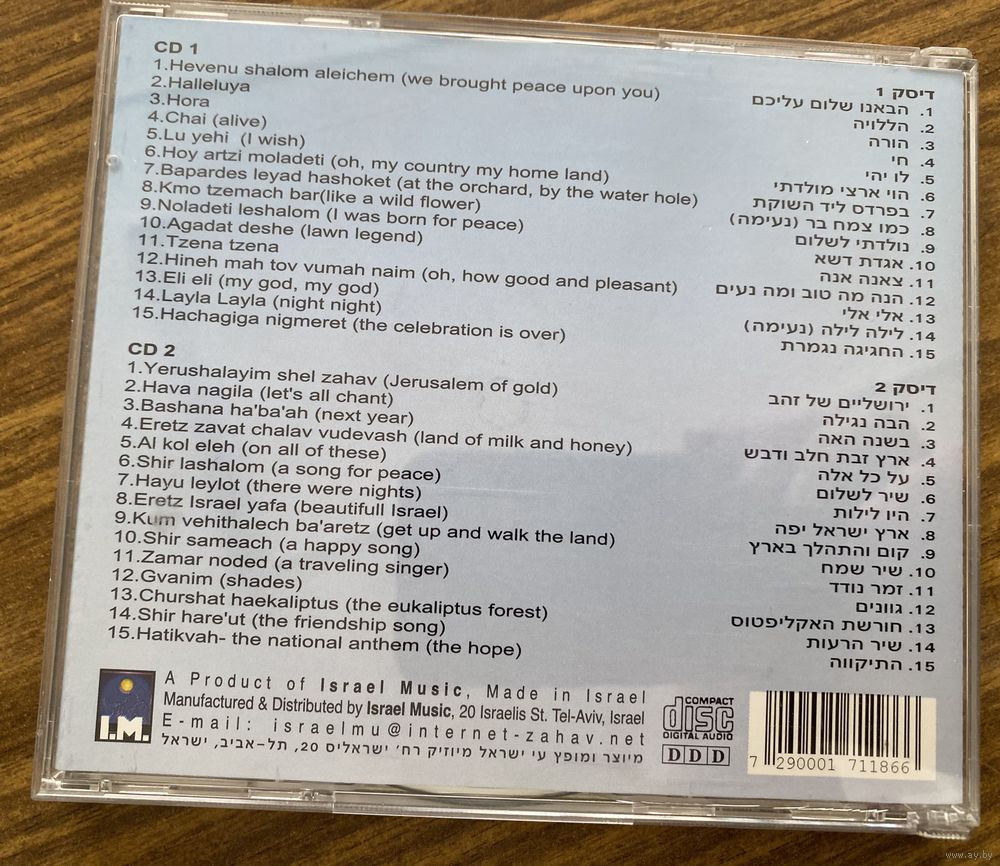 CD 1
1.Hevenu shalom aleichem (we brought peace upon you)
2.Halleluya
3.Hora
4.Chai (alive)
5.Lu yehi (I wish)
6.Hoy artzi moladeti (oh, my country my home land)
7.Bapardes leyad hashoket (at the orchard, by the water hole)
8.Kmo tzemach bar(like a wild flower)
9.Noladeti leshalom (I was born for peace)
10.Agadat deshe (lawn legend)
11.Tzena tzena
12.Hineh mah tov vumah naim (oh, how good and pleasant)
13.Eli eli (my god, my god)
14.Layla Layla (night night)
15.Hachagiga nigmeret (the celebration is over)
CD 2
1.Yerushalayim shel zahav (Jerusalem of gold)
2.Hava nagila (let's all chant)
3.Bashana ha'ba'ah (next year)
4.Eretz zavat chalav vudevash (land of milk and honey)
5.Al kol eleh (on all of these)
6.Shir lashalom (a song for peace)
7.Hayu leylot (there were nights)
8.Eretz Israel yafa (beautifull Israel)
9.Kum vehithalech ba'aretz (get up and walk the land)
10.Shir sameach (a happy song)
11.Zamar noded (a traveling singer)
12.Gvanim (shades)
13.Churshat haekaliptus (the eukaliptus forest)
14.Shir hare'ut (the friendship song)
15.Hatikvah- the national anthem (the hope)
דיסק 1
1. הבאנו שלום עליכם
2. הללויה
3. הורה
4. חי
5. לו יהי
6. הוי ארצי מולדתי
7. בפרדס ליד השוקת
8. כמו צמח בר (נעימה)
9. נולדתי לשלום
10. אגדת דשא
11. צאנה אנה
12. הנה מה טוב ומה נעים
13. אלי אלי
14. לילה לילה (נעימה)
15. החגיגה נגמרת
דיסק 2
1. ירושליים של זהב
2. הבה נגילה
3. בשנה האה
4. ארץ זבת חלב ודבש
5. על כל אלה
6. שיר לשלום
7. היו לילות
8. ארץ ישראל יפה
9. קום והתהלך בארץ
10. שיר שמח
11. זמר נודד
12. גוונים
13. חורשת האקליפטוס
14. שיר הרעות
15. התיקווה
I.M.
A Product of Israel Music, Made in Israel
Manufactured & Distributed by Israel Music, 20 Israelis St. Tel-Aviv, Israel
E-mail: israelmu@internet-zahav.net
מיוצר ומופץ עי ישראל מיוזיק רח' ישראליס 20, תל-אביב, ישראל
COMPACT
disc
DIGITAL AUDIO
DDD
7 290001 711866
www.ay.by